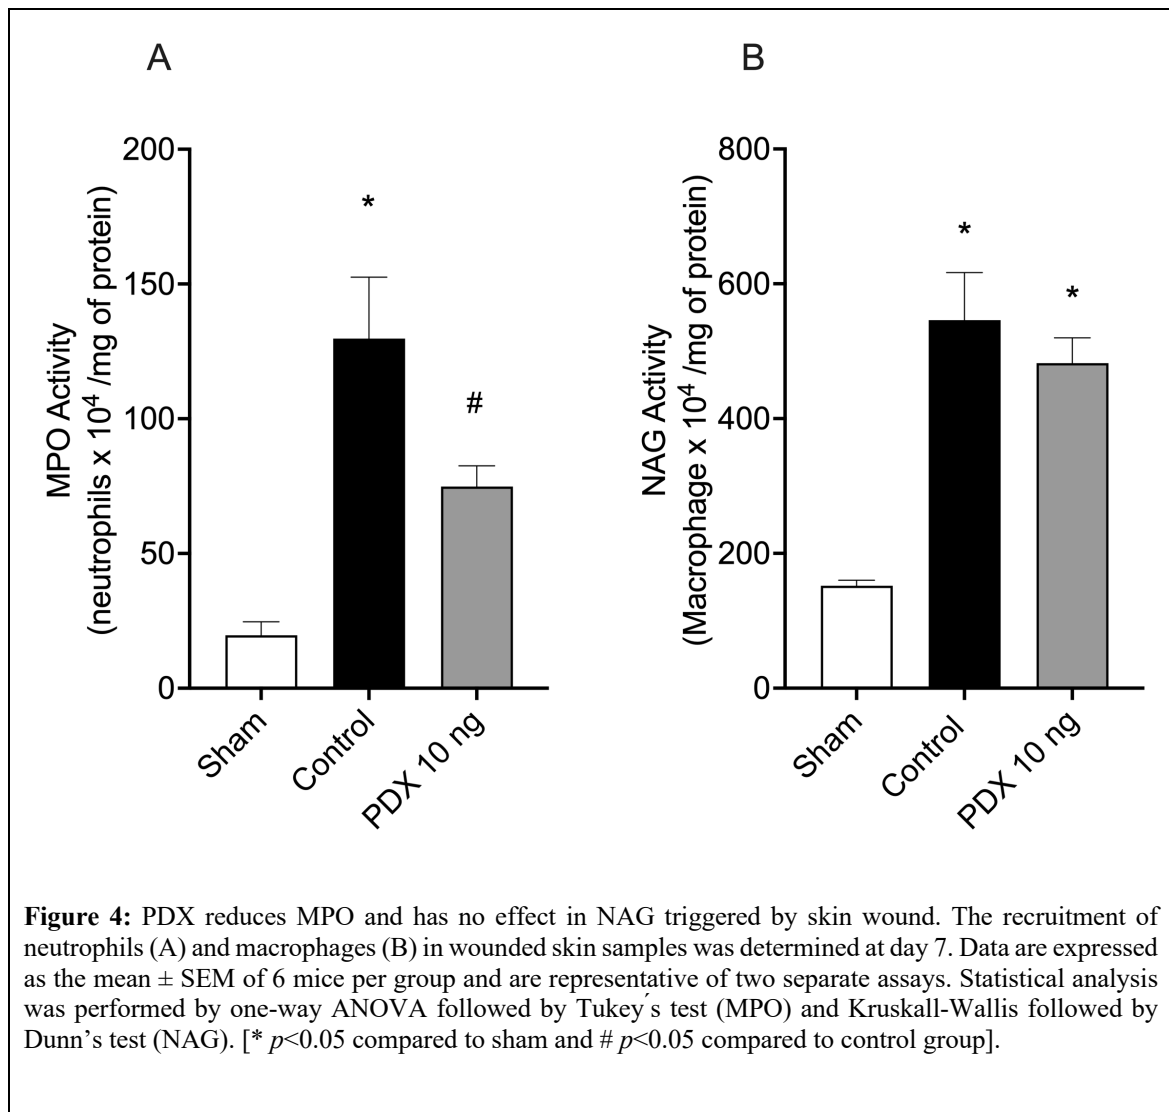 A
MPO Activity
(neutrophils x 10⁴ /mg of protein)
200
150
100
50
0
*
#
Sham
Control
PDX 10 ng
B
NAG Activity
(Macrophage x 10⁴ /mg of protein)
800
600
400
200
0
*
*
Sham
Control
PDX 10 ng
Figure 4: PDX reduces MPO and has no effect in NAG triggered by skin wound. The recruitment of
neutrophils (A) and macrophages (B) in wounded skin samples was determined at day 7. Data are expressed
as the mean ± SEM of 6 mice per group and are representative of two separate assays. Statistical analysis
was performed by one-way ANOVA followed by Tukey´s test (MPO) and Kruskall-Wallis followed by
Dunn’s test (NAG). [* p<0.05 compared to sham and # p<0.05 compared to control group].